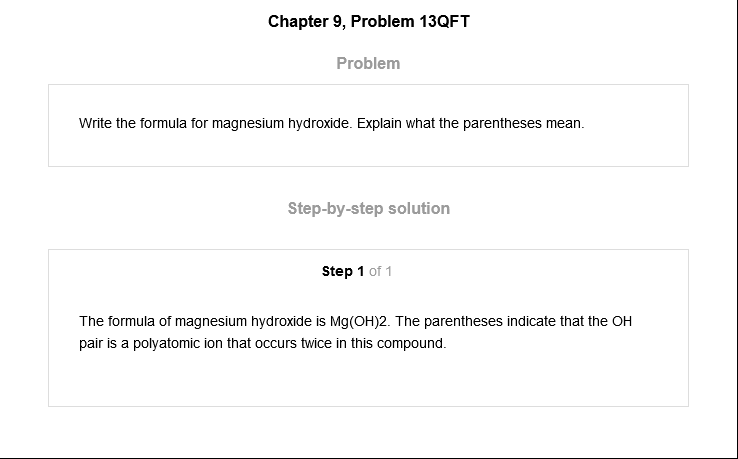 Chapter 9, Problem 13QFT
Problem
Write the formula for magnesium hydroxide. Explain what the parentheses mean.
Step-by-step solution
Step 1 of 1
The formula of magnesium hydroxide is Mg(OH)2. The parentheses indicate that the OH
pair is a polyatomic ion that occurs twice in this compound.